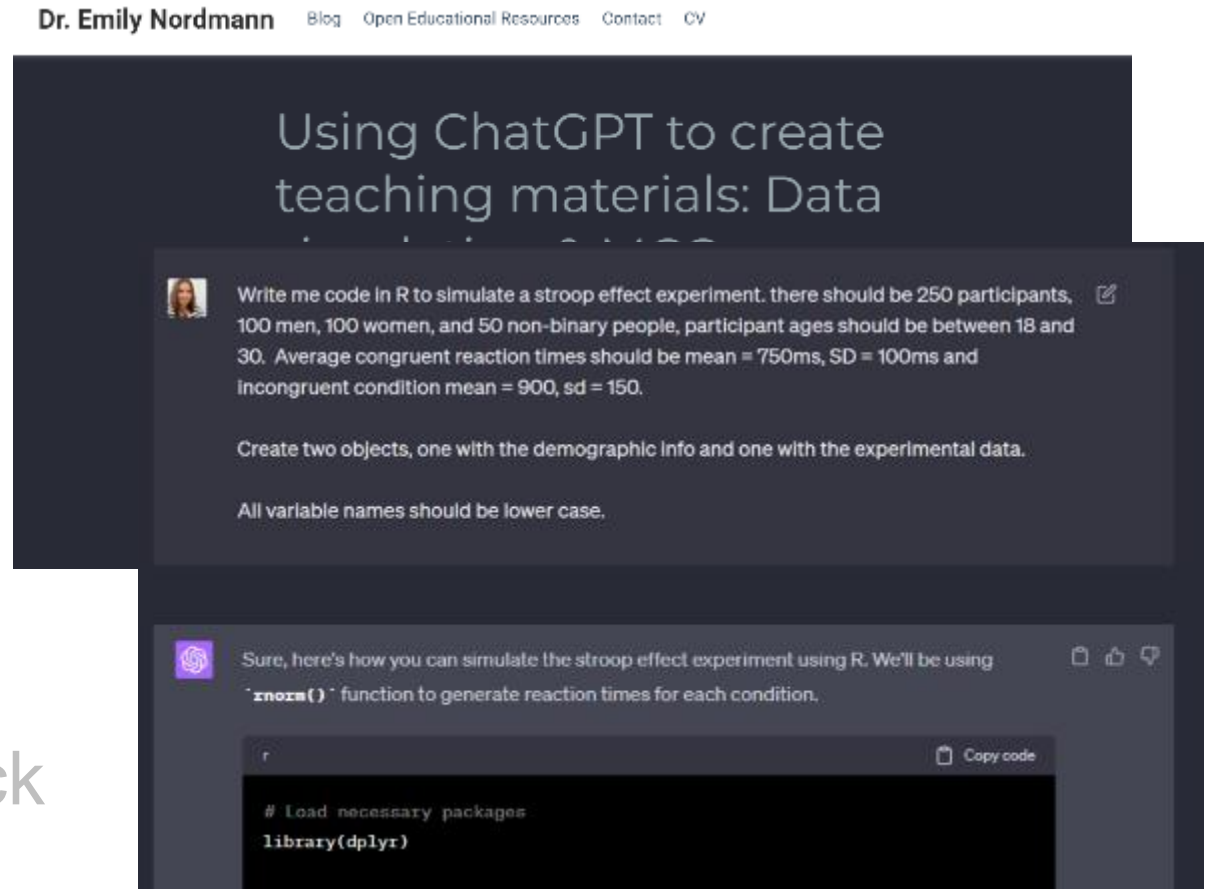 Dr. Emily Nordmann Blog Open Educational Resources Contact CV
Using ChatGPT to create
teaching materials: Data
Write me code in R to simulate a stroop effect experiment. there should be 250 participants,
100 men, 100 women, and 50 non-binary people, participant ages should be between 18 and
30. Average congruent reaction times should be mean = 750ms, SD = 100ms and
incongruent condition mean = 900, sd = 150.
Create two objects, one with the demographic info and one with the experimental data.
All variable names should be lower case.
Sure, here's how you can simulate the stroop effect experiment using R. We'll be using
`rnorm()` function to generate reaction times for each condition.
r Copy code
ck
# Load necessary packages
library(dplyr)